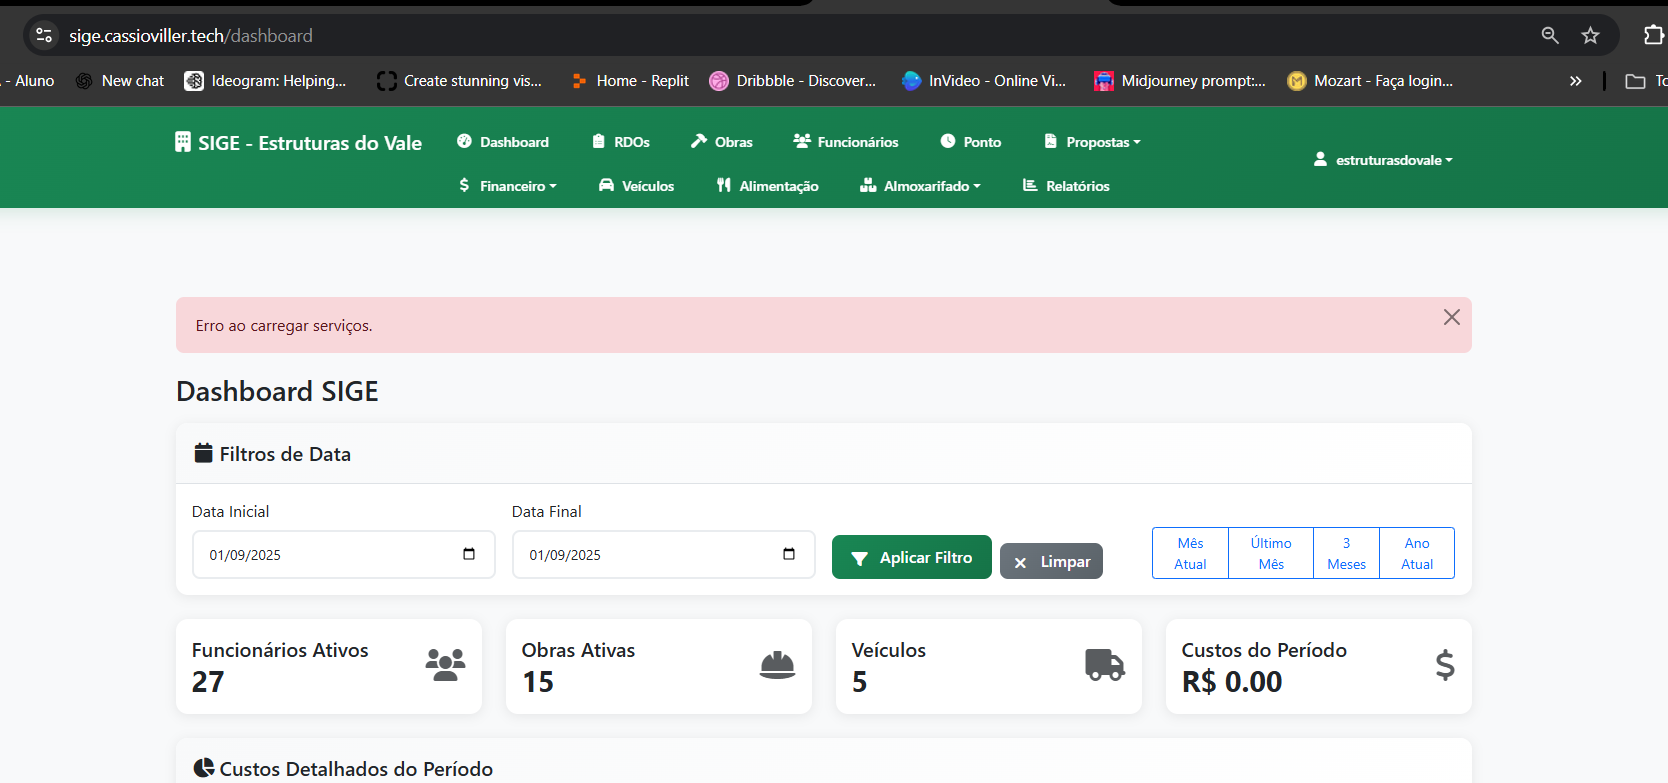 sige.cassioviller.tech/dashboard
- Aluno New chat Ideogram: Helping... Create stunning vis... Home - Replit Dribbble - Discover... InVideo - Online Vi... Midjourney prompt:... Mozart - Faça login... »
SIGE - Estruturas do Vale Dashboard RDOs Obras Funcionários Ponto Propostas
estruturasdovale
Financeiro Veículos Alimentação Almoxarifado Relatórios
Erro ao carregar serviços.
Dashboard SIGE
Filtros de Data
Data Inicial Data Final
01/09/2025 01/09/2025 Aplicar Filtro Limpar
Mês Atual Último Mês 3 Meses Ano Atual
Funcionários Ativos Obras Ativas Veículos Custos do Período
27 15 5 R$ 0.00
Custos Detalhados do Período